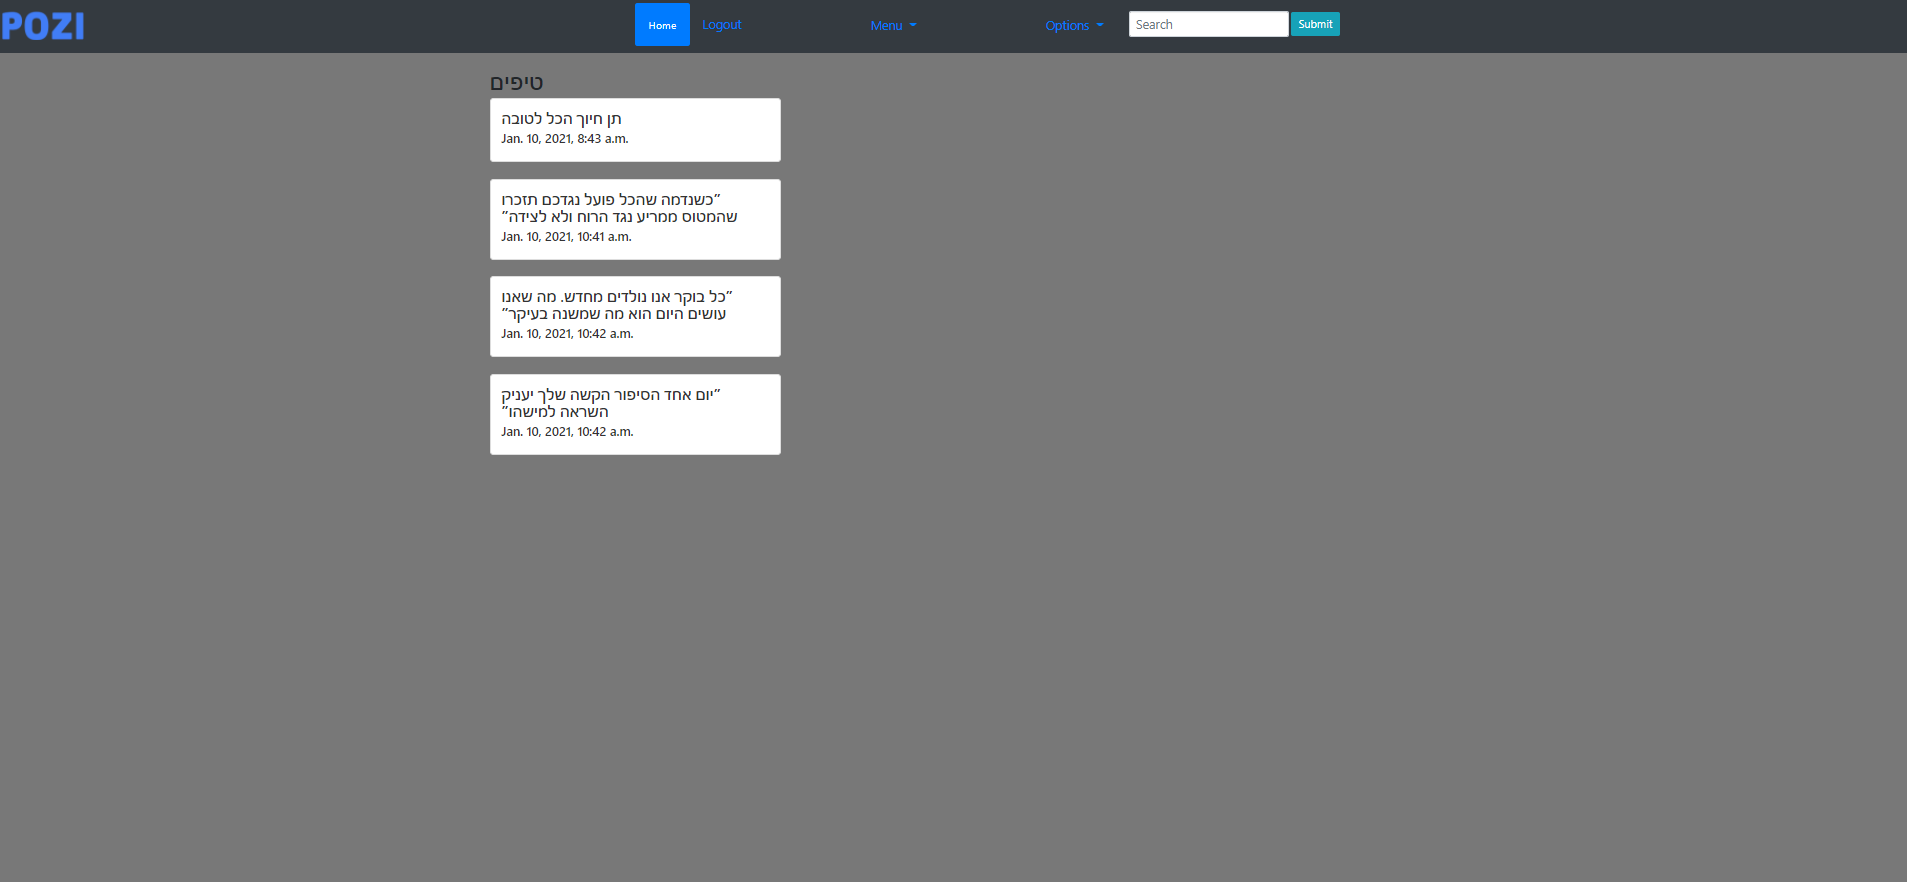 POZI
Home
Logout
Menu
Options
Search
Submit
טיפים
תן חיוך הכל לטובה
Jan. 10, 2021, 8:43 a.m.
"כשנדמה שהכל פועל נגדכם תזכרו
שהמטוס ממריע נגד הרוח ולא לצידה"
Jan. 10, 2021, 10:41 a.m.
"כל בוקר אנו נולדים מחדש. מה שאנו
עושים היום הוא מה שמשנה בעיקר"
Jan. 10, 2021, 10:42 a.m.
"יום אחד הסיפור הקשה שלך יעניק
השראה למישהו"
Jan. 10, 2021, 10:42 a.m.